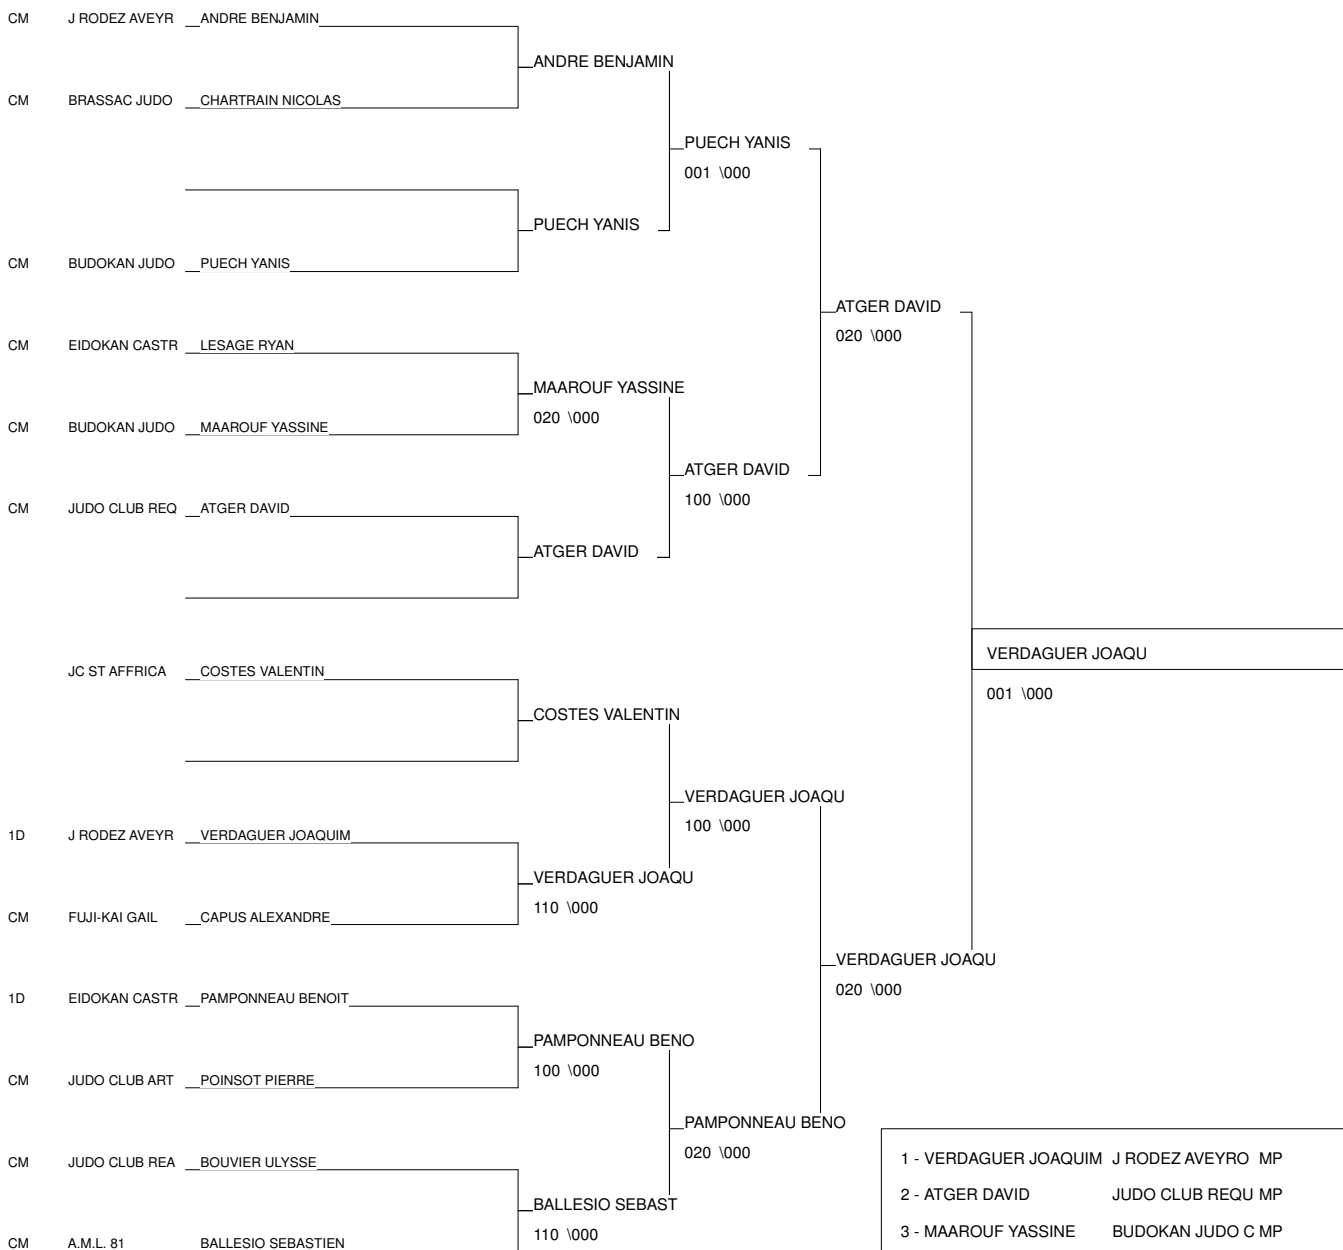 CM J RODEZ AVEYR ANDRE BENJAMIN
ANDRE BENJAMIN
CM BRASSAC JUDO CHARTRAIN NICOLAS
PUECH YANIS
001 \000
PUECH YANIS
CM BUDOKAN JUDO PUECH YANIS
ATGER DAVID
020 \000
CM EIDOKAN CASTR LESAGE RYAN
MAAROUF YASSINE
020 \000
CM BUDOKAN JUDO MAAROUF YASSINE
ATGER DAVID
100 \000
CM JUDO CLUB REQ ATGER DAVID
ATGER DAVID
VERDAGUER JOAQU
001 \000
JC ST AFFRICA COSTES VALENTIN
COSTES VALENTIN
VERDAGUER JOAQU
100 \000
1D J RODEZ AVEYR VERDAGUER JOAQUIM
VERDAGUER JOAQU
110 \000
CM FUJI-KAI GAIL CAPUS ALEXANDRE
VERDAGUER JOAQU
020 \000
1D EIDOKAN CASTR PAMPONNEAU BENOIT
PAMPONNEAU BENO
100 \000
CM JUDO CLUB ART POINSOT PIERRE
PAMPONNEAU BENO
020 \000
CM JUDO CLUB REA BOUVIER ULYSSE
BALLESIO SEBAST
110 \000
CM A.M.L. 81 BALLESIO SEBASTIEN
1 - VERDAGUER JOAQUIM J RODEZ AVEYRO MP
2 - ATGER DAVID JUDO CLUB REQU MP
3 - MAAROUF YASSINE BUDOKAN JUDO C MP